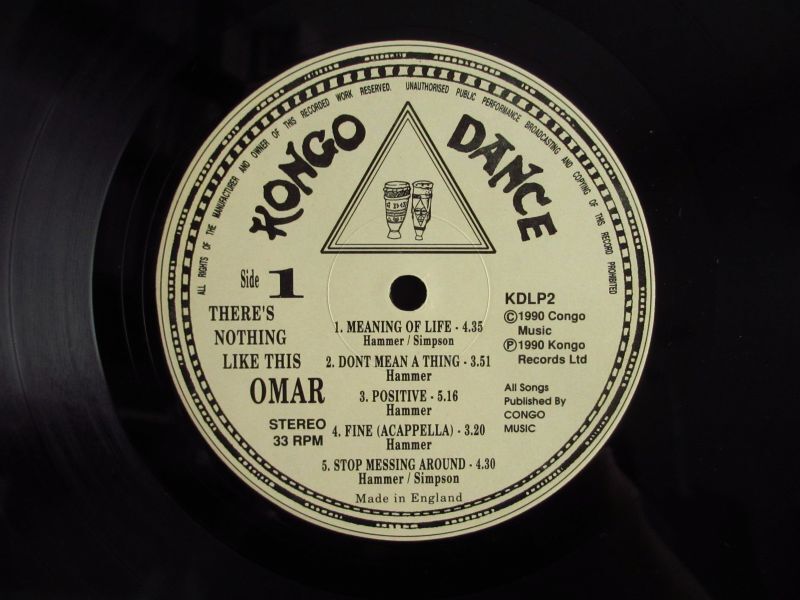 ALL RIGHTS OF THE MANUFACTURER AND OWNER OF THIS RECORDED WORK RESERVED. UNAUTHORISED PUBLIC PERFORMANCE BROADCASTING AND COPYING OF THIS RECORD PROHIBITED
KONGO DANCE
Side 1
THERE'S
NOTHING
LIKE THIS
OMAR
STEREO
33 RPM
KDLP2
©1990 Congo
Music
℗1990 Kongo
Records Ltd
All Songs
Published By
CONGO
MUSIC
1. MEANING OF LIFE - 4.35
Hammer / Simpson
2. DONT MEAN A THING - 3.51
Hammer
3. POSITIVE - 5.16
Hammer
4. FINE (ACAPPELLA) - 3.20
Hammer
5. STOP MESSING AROUND - 4.30
Hammer / Simpson
Made in England